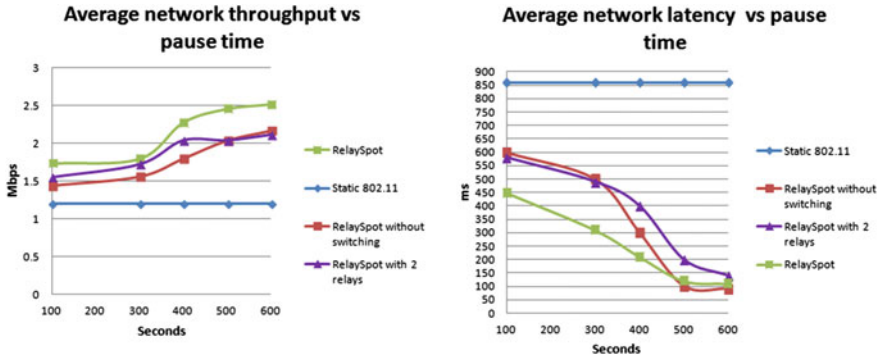 Average network throughput vs
pause time
3
2.5
2
1.5
1
0.5
0
Mbps
100 200 300 400 500 600
Seconds
RelaySpot
Static 802.11
RelaySpot without
switching
RelaySpot with 2
relays
Average network latency vs pause
time
900
850
800
750
700
650
600
550
500
450
400
350
300
250
200
150
100
50
0
ms
100 200 300 400 500 600
Seconds
Static 802.11
RelaySpot without
switching
RelaySpot with 2
relays
RelaySpot